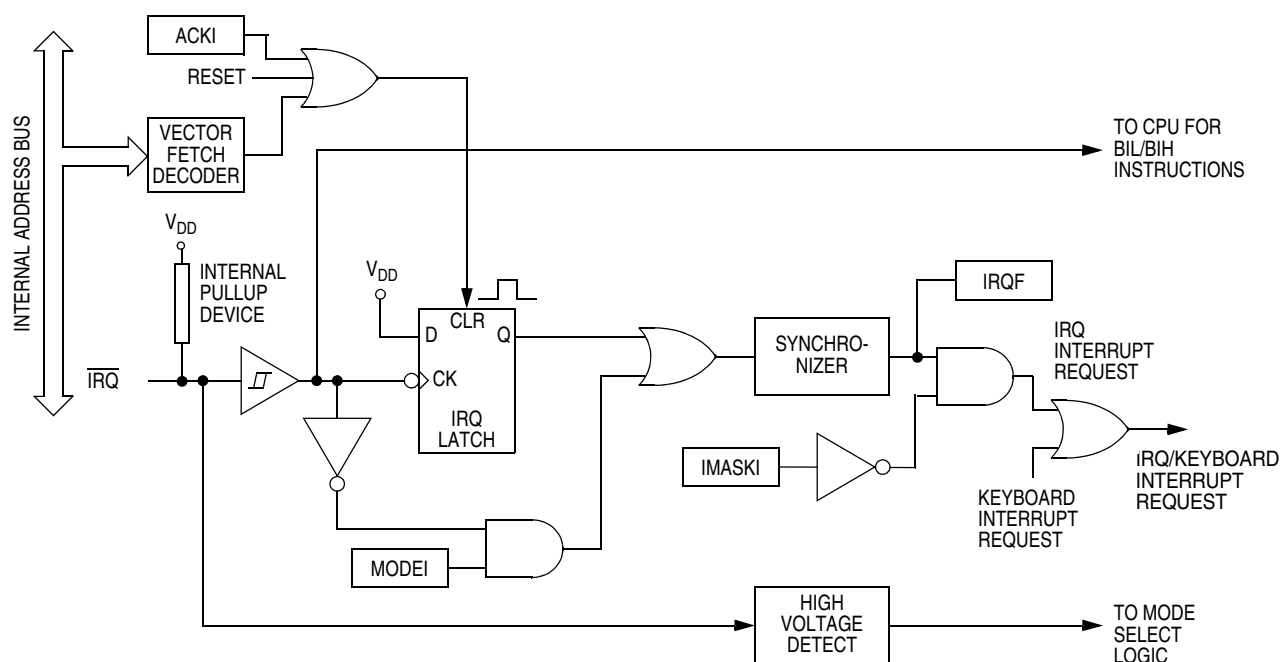 INTERNAL ADDRESS BUS
ACKI
RESET
VECTOR
FETCH
DECODER
TO CPU FOR
BIL/BIH
INSTRUCTIONS
VDD
INTERNAL
PULLUP
DEVICE
VDD
CLR
D
Q
CK
IRQ
LATCH
IRQ
SYNCHRO-
NIZER
IRQF
IRQ
INTERRUPT
REQUEST
IMASKI
KEYBOARD
INTERRUPT
REQUEST
IRQ/KEYBOARD
INTERRUPT
REQUEST
MODEI
HIGH
VOLTAGE
DETECT
TO MODE
SELECT
LOGIC